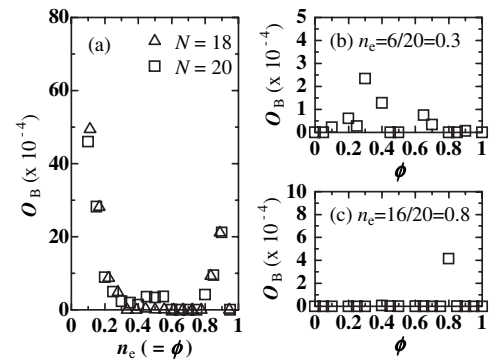 80
60
40
20
0
O_B (x 10^-4)
(a)
△ N = 18
□ N = 20
0 0.2 0.4 0.6 0.8 1
n_e (= ϕ)
5
4
3
2
1
0
O_B (x 10^-4)
(b) n_e=6/20=0.3
0 0.2 0.4 0.6 0.8 1
ϕ
10
8
6
4
2
0
O_B (x 10^-4)
(c) n_e=16/20=0.8
0 0.2 0.4 0.6 0.8 1
ϕ